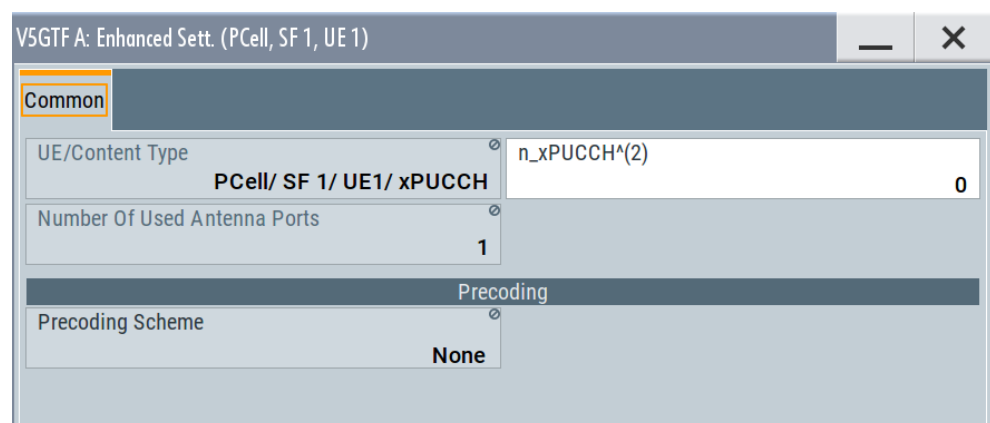 V5GTF A: Enhanced Sett. (PCell, SF 1, UE 1)
Common
UE/Content Type
PCell/ SF 1/ UE1/ xPUCCH
n_xPUCCH^(2)
0
Number Of Used Antenna Ports
1
Precoding
Precoding Scheme
None